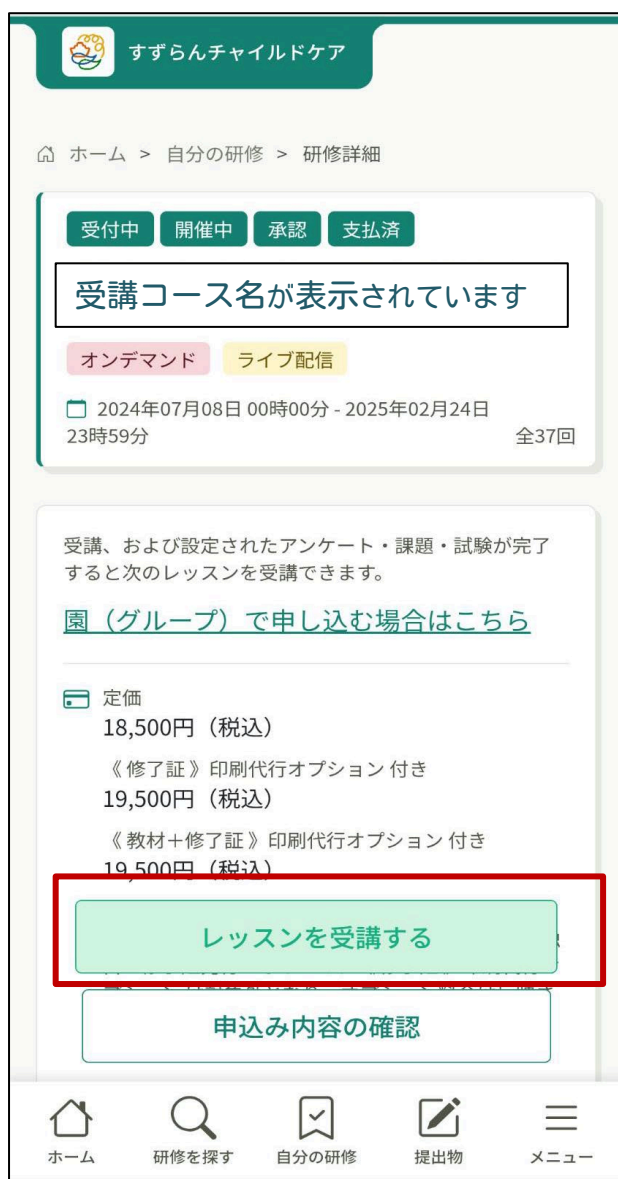 すずらんチャイルドケア
ホーム > 自分の研修 > 研修詳細
受付中 開催中 承認 支払済
受講コース名が表示されています
オンデマンド ライブ配信
2024年07月08日 00時00分 - 2025年02月24日
23時59分 全37回
受講、および設定されたアンケート・課題・試験が完了
すると次のレッスンを受講できます。
園（グループ）で申し込む場合はこちら
定価
18,500円（税込）
《 修了証 》印刷代行オプション 付き
19,500円（税込）
《 教材＋修了証 》印刷代行オプション 付き
19,500円（税込）
レッスンを受講する
申込み内容の確認
ホーム 研修を探す 自分の研修 提出物 メニュー